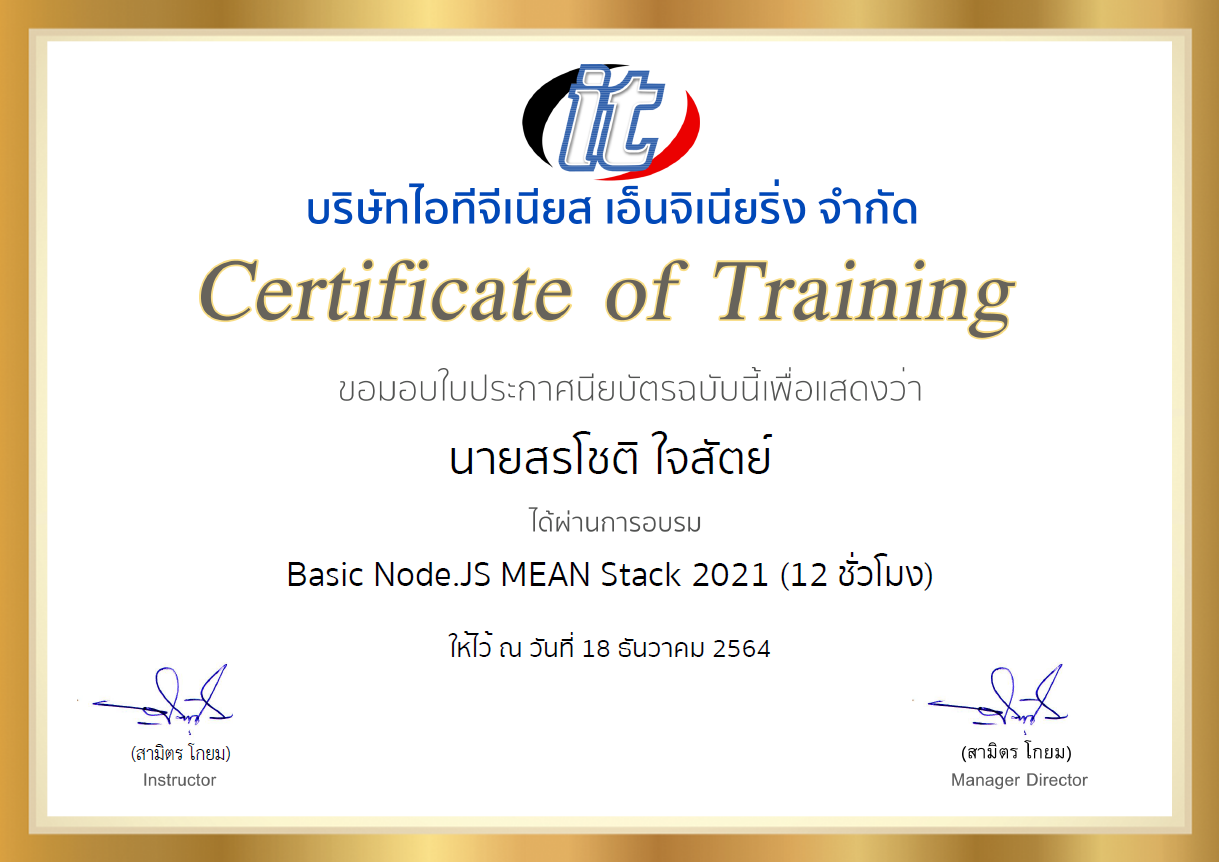 it
บริษัทไอทีจีเนียส เอ็นจิเนียริ่ง จำกัด
Certificate of Training
ขอมอบใบประกาศนียบัตรฉบับนี้เพื่อแสดงว่า
นายสรโชติ ใจสัตย์
ได้ผ่านการอบรม
Basic Node.JS MEAN Stack 2021 (12 ชั่วโมง)
ให้ไว้ ณ วันที่ 18 ธันวาคม 2564
(สามิตร โกยม)
Instructor
(สามิตร โกยม)
Manager Director